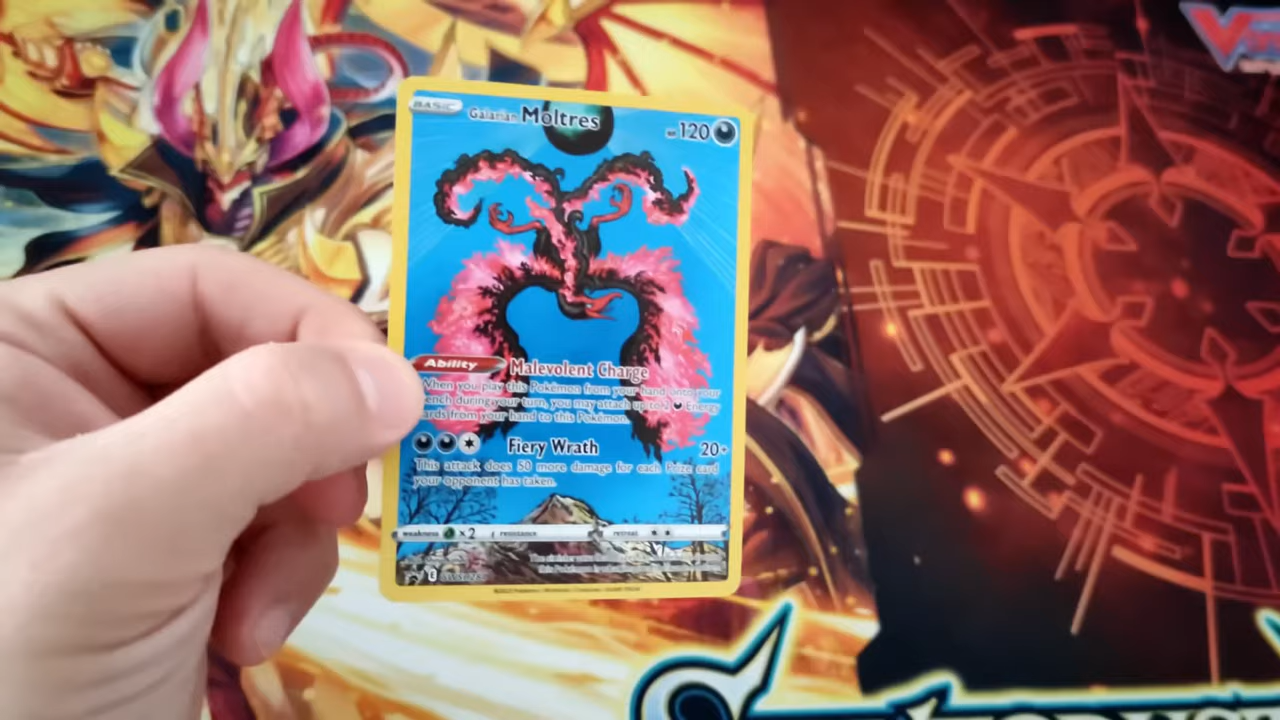 BASIC
Galarian Moltres
HP 120
Ability Malevolent Charge
When you play this Pokémon from your hand onto your
ench during your turn, you may attach up to 2 Energy
ards from your hand to this Pokémon.
Fiery Wrath 20+
This attack does 50 more damage for each Prize card
your opponent has taken.
weakness ×2 resistance retreat